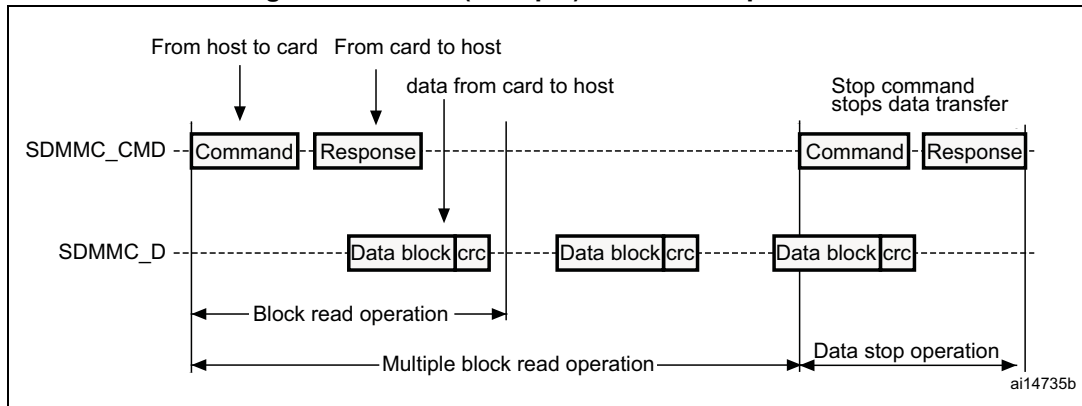 From host to card From card to host
data from card to host
Stop command
stops data transfer
SDMMC_CMD Command Response Command Response
SDMMC_D Data block crc Data block crc Data block crc
Block read operation
Multiple block read operation Data stop operation
ai14735b